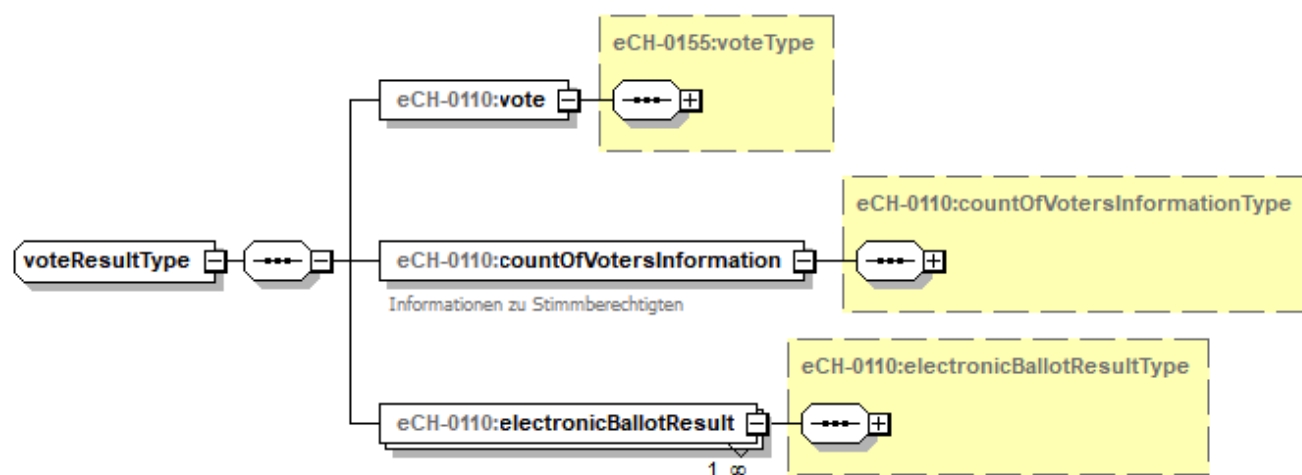 eCH-0155:voteType
eCH-0110:vote
eCH-0110:countOfVotersInformationType
voteResultType
eCH-0110:countOfVotersInformation
Informationen zu Stimmberechtigten
eCH-0110:electronicBallotResultType
eCH-0110:electronicBallotResult
1 ∞